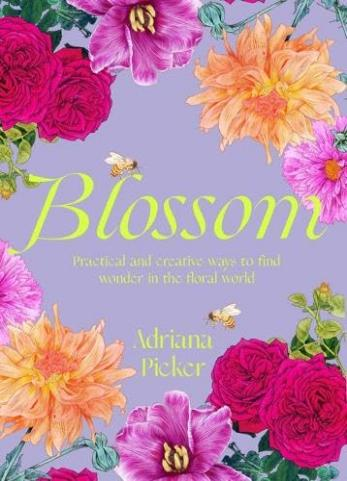 Blossom
Practical and creative ways to find
wonder in the floral world
Adriana
Picker